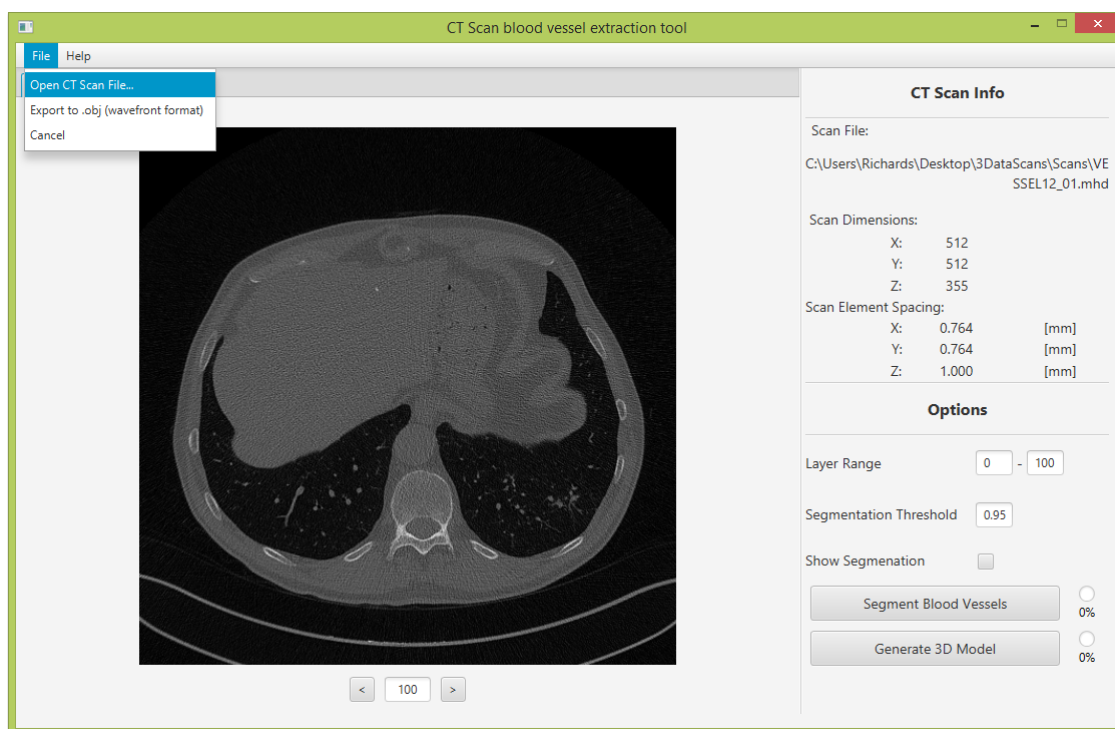 CT Scan blood vessel extraction tool
File Help
Open CT Scan File...
Export to .obj (wavefront format)
Cancel
CT Scan Info
Scan File:
C:\Users\Richards\Desktop\3DataScans\Scans\VE
SSEL12_01.mhd
Scan Dimensions:
X: 512
Y: 512
Z: 355
Scan Element Spacing:
X: 0.764 [mm]
Y: 0.764 [mm]
Z: 1.000 [mm]
Options
Layer Range 0 - 100
Segmentation Threshold 0.95
Show Segmenation
Segment Blood Vessels 0%
Generate 3D Model 0%
< 100 >